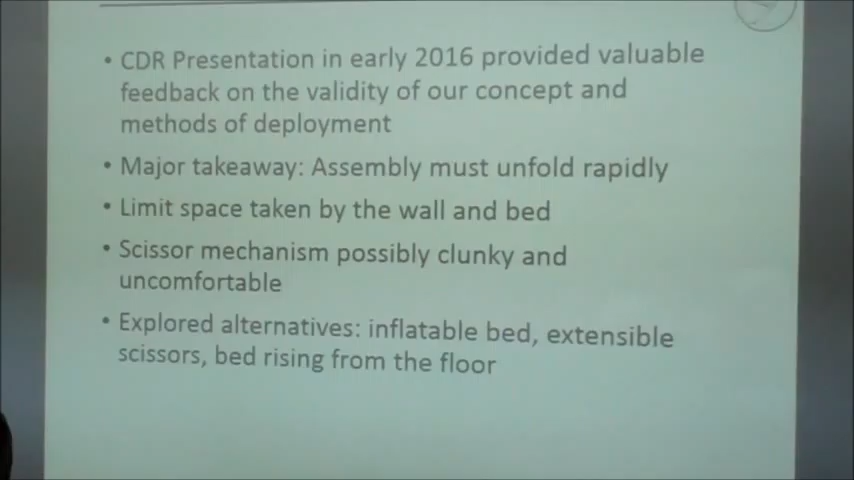 • CDR Presentation in early 2016 provided valuable
feedback on the validity of our concept and
methods of deployment
• Major takeaway: Assembly must unfold rapidly
• Limit space taken by the wall and bed
• Scissor mechanism possibly clunky and
uncomfortable
• Explored alternatives: inflatable bed, extensible
scissors, bed rising from the floor